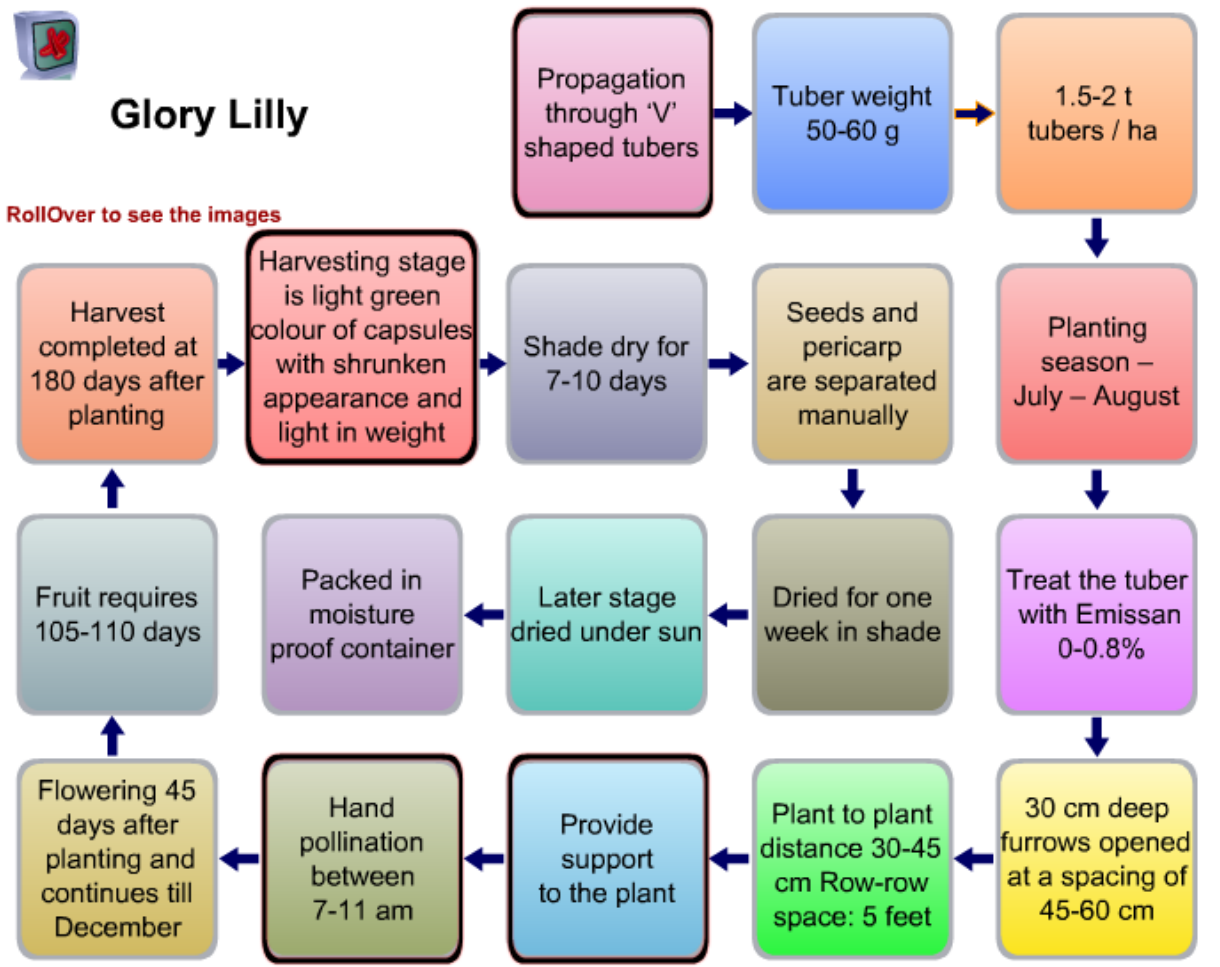 Glory Lilly
RollOver to see the images
Propagation
through ‘V’
shaped tubers
Tuber weight
50-60 g
1.5-2 t
tubers / ha
Planting
season –
July – August
Treat the tuber
with Emissan
0-0.8%
30 cm deep
furrows opened
at a spacing of
45-60 cm
Plant to plant
distance 30-45
cm Row-row
space: 5 feet
Provide
support
to the plant
Hand
pollination
between
7-11 am
Flowering 45
days after
planting and
continues till
December
Fruit requires
105-110 days
Harvest
completed at
180 days after
planting
Harvesting stage
is light green
colour of capsules
with shrunken
appearance and
light in weight
Shade dry for
7-10 days
Seeds and
pericarp
are separated
manually
Dried for one
week in shade
Later stage
dried under sun
Packed in
moisture
proof container